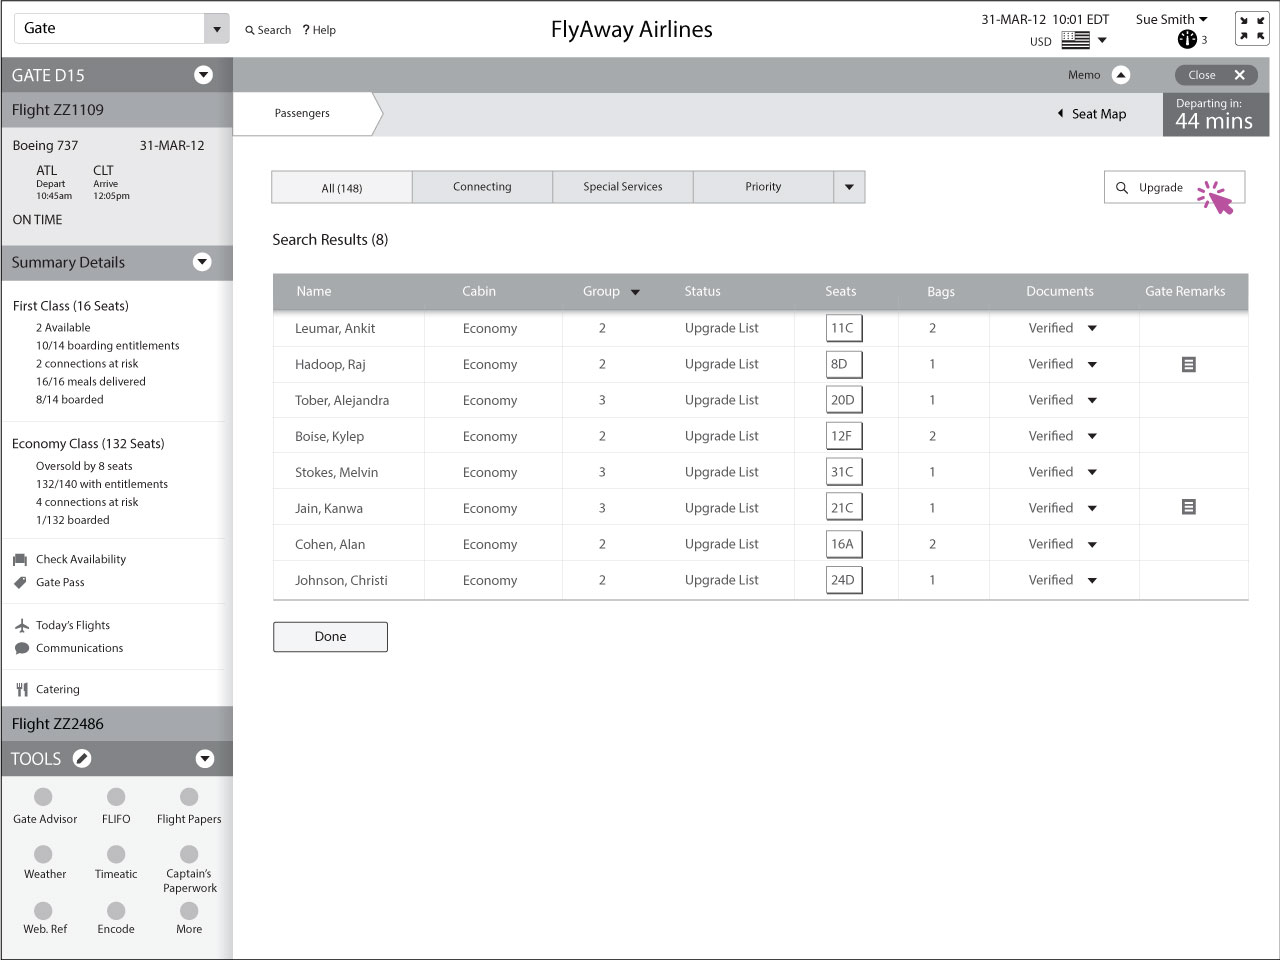 Gate
Search ? Help
FlyAway Airlines
31-MAR-12 10:01 EDT
Sue Smith
USD
3
GATE D15
Memo
Close X
Flight ZZ1109
Passengers
Seat Map
Departing in:
44 mins
Boeing 737 31-MAR-12
ATL CLT
Depart Arrive
10:45am 12:05pm
ON TIME
All (148) Connecting Special Services Priority
Upgrade
Search Results (8)
Summary Details
First Class (16 Seats)
2 Available
10/14 boarding entitlements
2 connections at risk
16/16 meals delivered
8/14 boarded
Economy Class (132 Seats)
Oversold by 8 seats
132/140 with entitlements
4 connections at risk
1/132 boarded
Check Availability
Gate Pass
Today's Flights
Communications
Catering
Flight ZZ2486
TOOLS
Gate Advisor FLIFO Flight Papers
Weather Timeatic Captain's
Paperwork
Web. Ref Encode More
Name Cabin Group Status Seats Bags Documents Gate Remarks
Leumar, Ankit Economy 2 Upgrade List 11C 2 Verified
Hadoop, Raj Economy 2 Upgrade List 8D 1 Verified
Tober, Alejandra Economy 3 Upgrade List 20D 1 Verified
Boise, Kylep Economy 2 Upgrade List 12F 2 Verified
Stokes, Melvin Economy 3 Upgrade List 31C 1 Verified
Jain, Kanwa Economy 3 Upgrade List 21C 1 Verified
Cohen, Alan Economy 2 Upgrade List 16A 2 Verified
Johnson, Christi Economy 2 Upgrade List 24D 1 Verified
Done